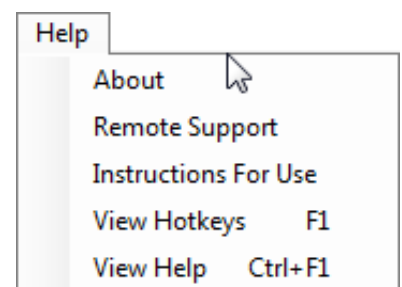 Help
About
Remote Support
Instructions For Use
View Hotkeys F1
View Help Ctrl+F1